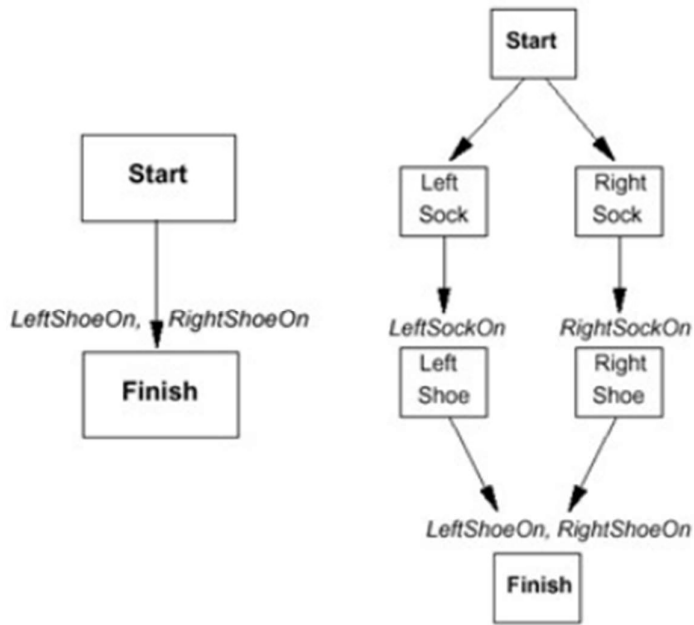 Start
LeftShoeOn, RightShoeOn
Finish
Start
Left
Sock
Right
Sock
LeftSockOn
RightSockOn
Left
Shoe
Right
Shoe
LeftShoeOn, RightShoeOn
Finish